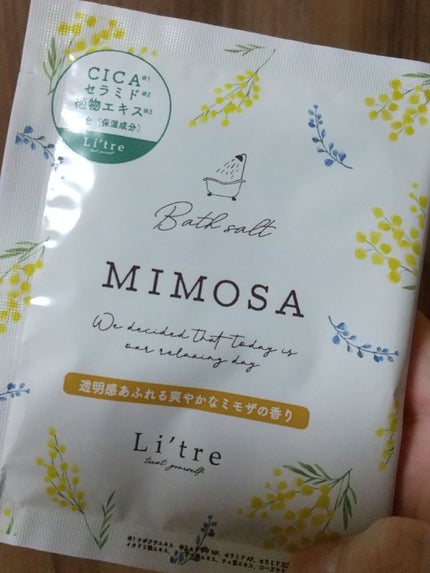 CICA※1
セラミド※2
植物エキス※3
(保湿成分)
Li'tre
Bath salt
MIMOSA
We decided that today is
our relaxing day
透明感あふれる爽やかなミモザの香り
Li'tre
treat yourself